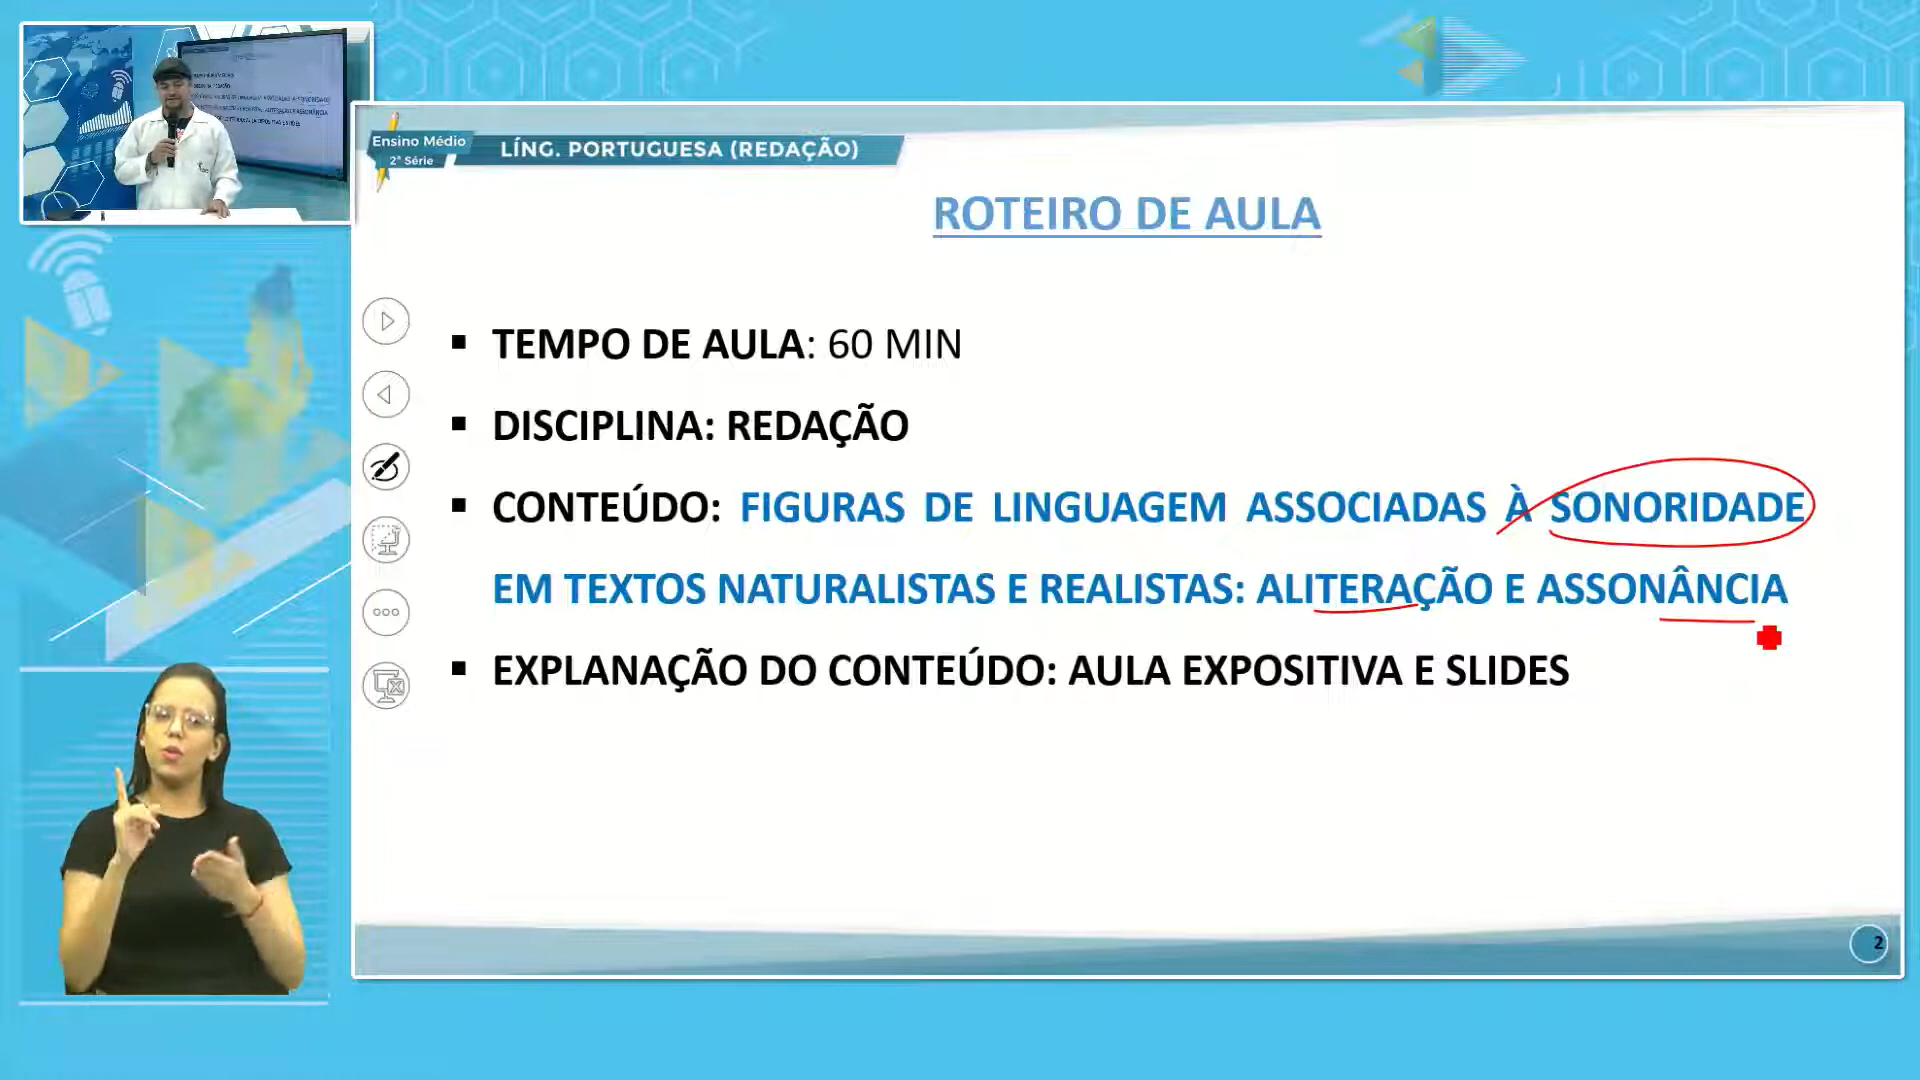 Ensino Médio
2ª Série
LÍNG. PORTUGUESA (REDAÇÃO)
ROTEIRO DE AULA
▪ TEMPO DE AULA: 60 MIN
▪ DISCIPLINA: REDAÇÃO
▪ CONTEÚDO: FIGURAS DE LINGUAGEM ASSOCIADAS À SONORIDADE
EM TEXTOS NATURALISTAS E REALISTAS: ALITERAÇÃO E ASSONÂNCIA
▪ EXPLANAÇÃO DO CONTEÚDO: AULA EXPOSITIVA E SLIDES
2